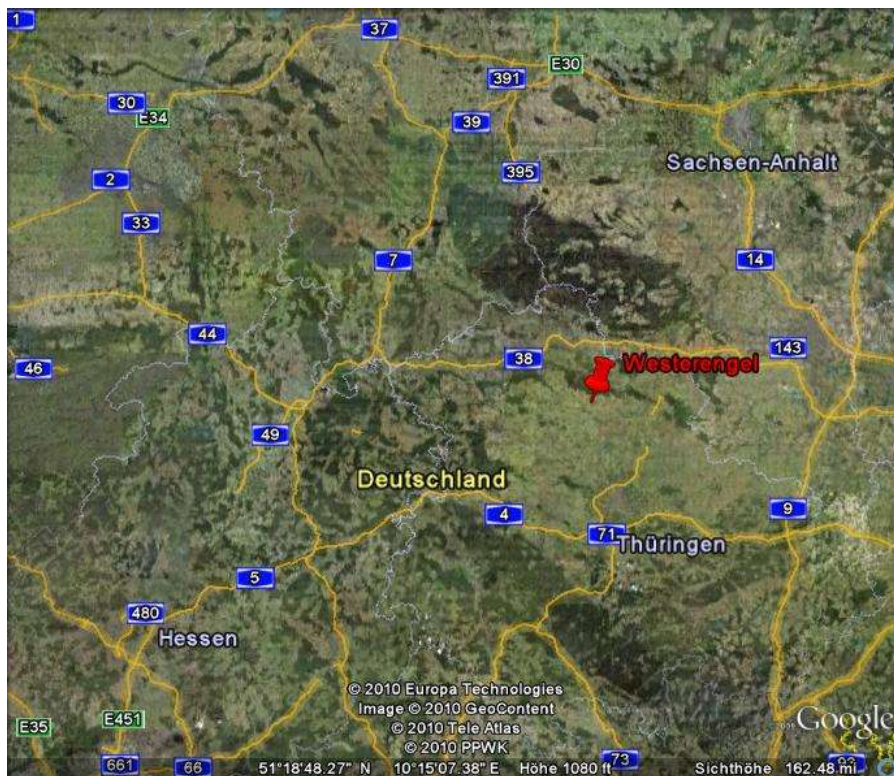 1
37
E30
391
30
E34
39
Sachsen-Anhalt
2
395
33
7
14
44
143
38
46
Westerengel
49
Deutschland
4
9
71
Thüringen
5
480
Hessen
© 2010 Europa Technologies
Image © 2010 GeoContent
© 2010 Tele Atlas
© 2010 PPWK
Google
E35
E451
661
66
73
93
51°18'48.27" N 10°15'07.38" E Höhe 1080 ft Sichthöhe 162.48 mi